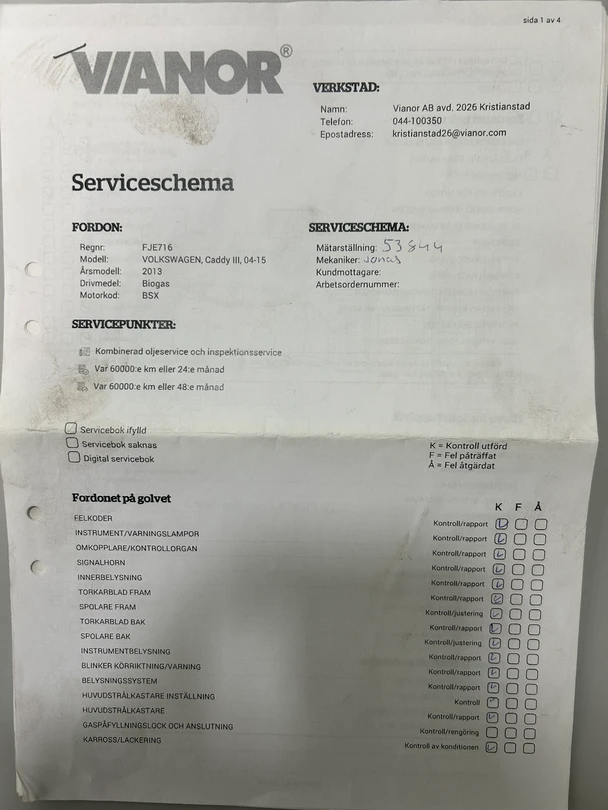 sida 1 av 4
VIANOR®
VERKSTAD:
Namn: Vianor AB avd. 2026 Kristianstad
Telefon: 044-100350
Epostadress: kristianstad26@vianor.com
Serviceschema
FORDON:
Regnr: FJE716
Modell: VOLKSWAGEN, Caddy III, 04-15
Årsmodell: 2013
Drivmedel: Biogas
Motorkod: BSX
SERVICESCHEMA:
Mätarställning: 53844
Mekaniker: Jonas
Kundmottagare:
Arbetsordernummer:
SERVICEPUNKTER:
Kombinerad oljeservice och inspektionsservice
Var 60000:e km eller 24:e månad
Var 60000:e km eller 48:e månad
Servicebok ifylld
Servicebok saknas
Digital servicebok
K = Kontroll utförd
F = Fel påträffat
Å = Fel åtgärdat
Fordonet på golvet
K F Å
FELKODER Kontroll/rapport
INSTRUMENT/VARNINGSLAMPOR Kontroll/rapport
OMKOPPLARE/KONTROLLORGAN Kontroll/rapport
SIGNALHORN Kontroll/rapport
INNERBELYSNING Kontroll/rapport
TORKARBLAD FRAM Kontroll/rapport
SPOLARE FRAM Kontroll/justering
TORKARBLAD BAK Kontroll/rapport
SPOLARE BAK Kontroll/justering
INSTRUMENTBELYSNING Kontroll/rapport
BLINKER KÖRRIKTNING/VARNING Kontroll/rapport
BELYSNINGSSYSTEM Kontroll/rapport
HUVUDSTRÅLKASTARE INSTÄLLNING Kontroll
HUVUDSTRÅLKASTARE Kontroll/rapport
GASPÅFYLLNINGSLOCK OCH ANSLUTNING Kontroll/rengöring
KAROSS/LACKERING Kontroll av konditionen